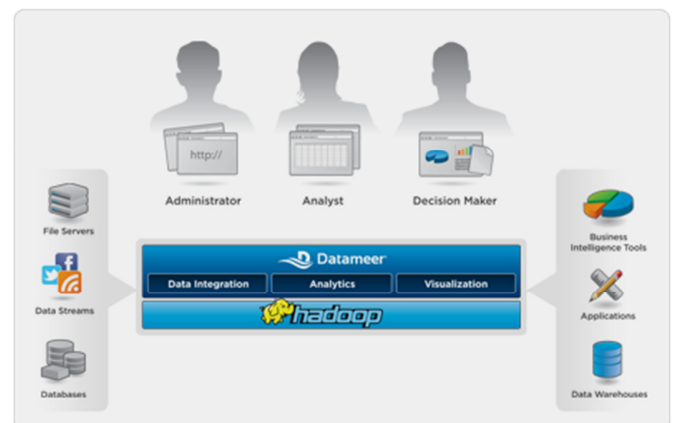 http://
Administrator
Analyst
Decision Maker
File Servers
Data Streams
Databases
Datameer
Data Integration
Analytics
Visualization
hadoop
Business
Intelligence Tools
Applications
Data Warehouses